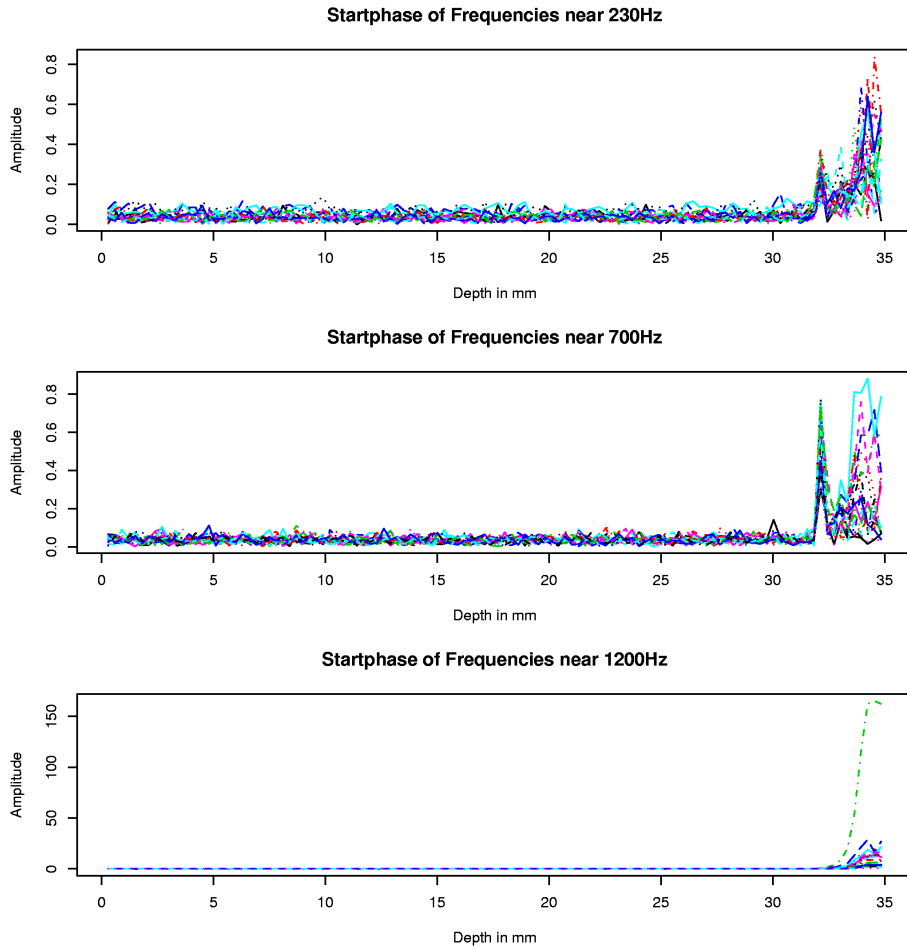 Startphase of Frequencies near 230Hz
Amplitude
0.0 0.2 0.4 0.6 0.8
0 5 10 15 20 25 30 35
Depth in mm
Startphase of Frequencies near 700Hz
Amplitude
0.0 0.2 0.4 0.6 0.8
0 5 10 15 20 25 30 35
Depth in mm
Startphase of Frequencies near 1200Hz
Amplitude
0 50 100 150
0 5 10 15 20 25 30 35
Depth in mm